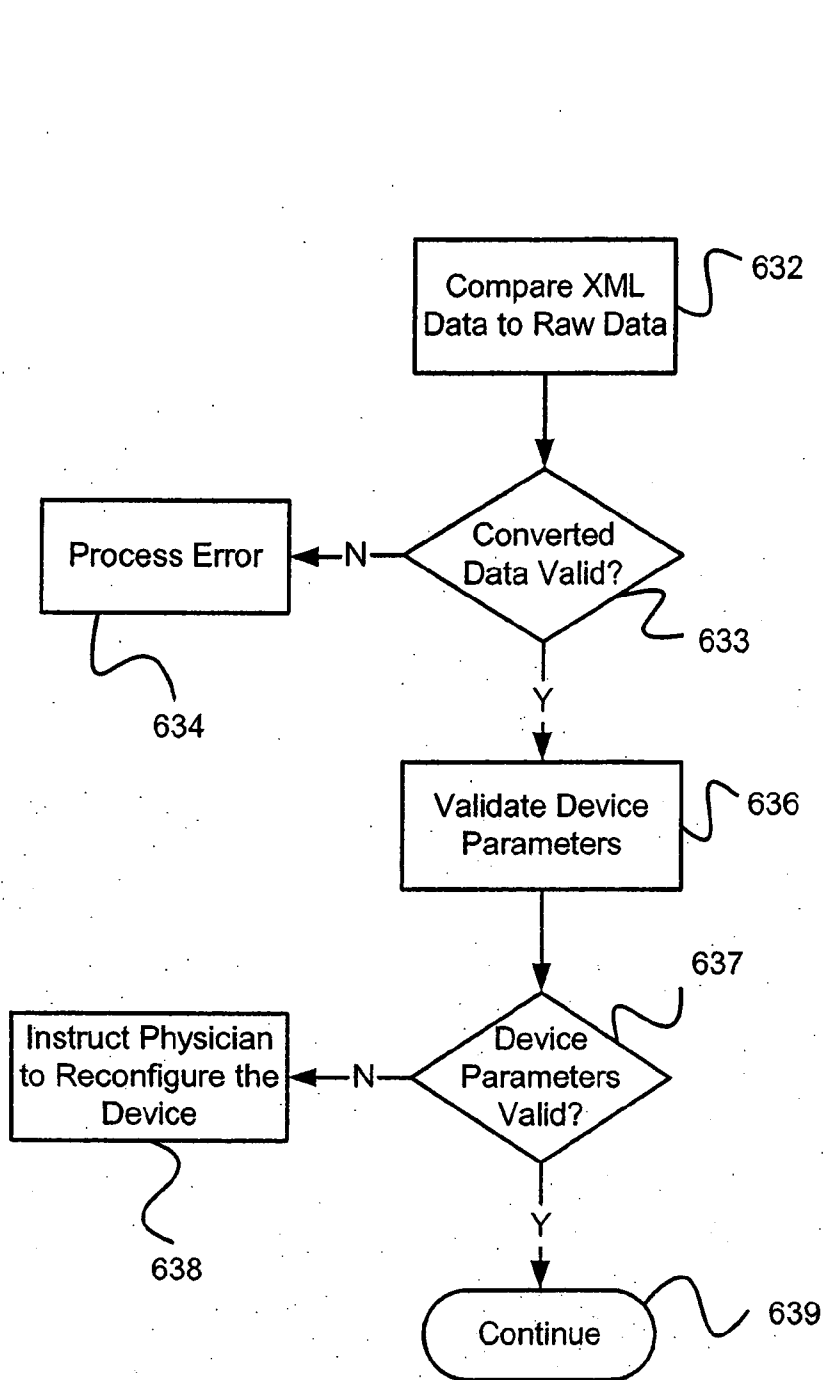 Compare XML
Data to Raw Data
632
Converted
Data Valid?
633
N
Process Error
634
Y
Validate Device
Parameters
636
637
Device
Parameters
Valid?
N
Instruct Physician
to Reconfigure the
Device
638
Y
Continue
639